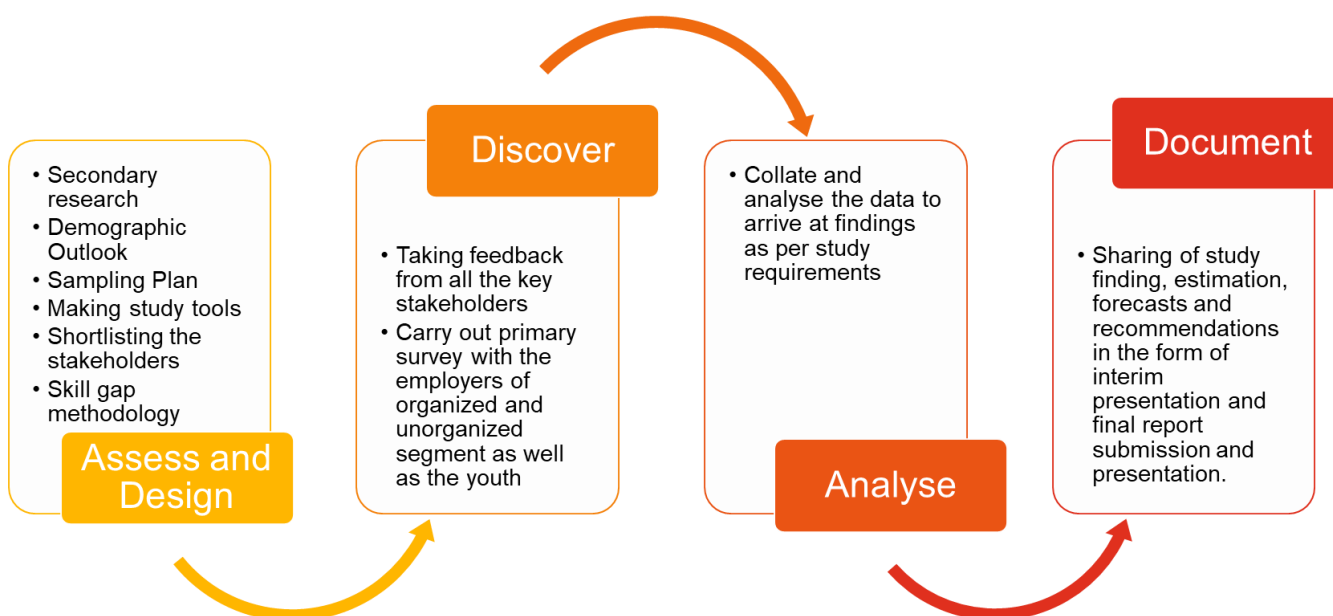 • Secondary
research
• Demographic
Outlook
• Sampling Plan
• Making study tools
• Shortlisting the
stakeholders
• Skill gap
methodology
Assess and
Design
Discover
• Taking feedback
from all the key
stakeholders
• Carry out primary
survey with the
employers of
organized and
unorganized
segment as well
as the youth
• Collate and
analyse the data to
arrive at findings
as per study
requirements
Analyse
Document
• Sharing of study
finding, estimation,
forecasts and
recommendations
in the form of
interim
presentation and
final report
submission and
presentation.